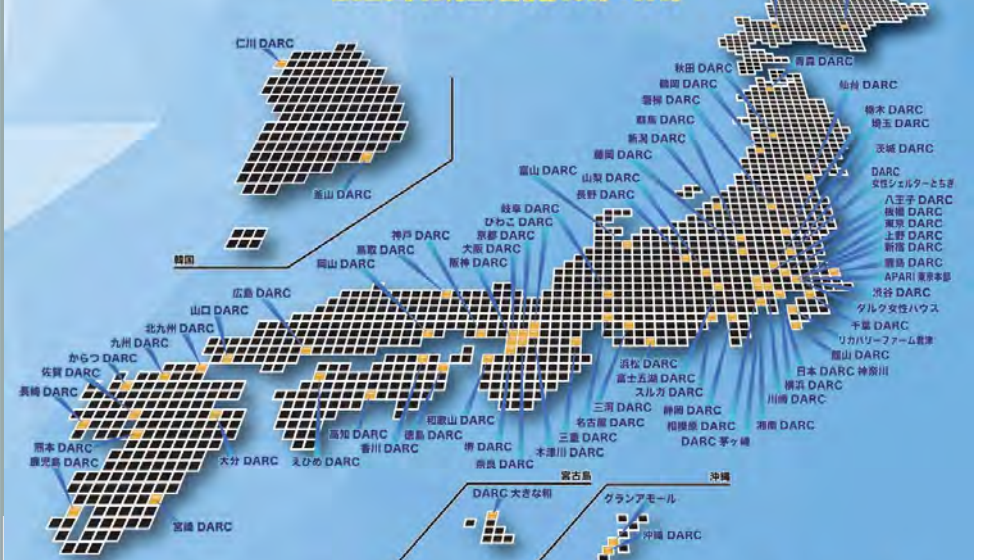 仁川 DARC
釜山 DARC
韓国
青森 DARC
秋田 DARC
鶴岡 DARC
磐梯 DARC
群馬 DARC
新潟 DARC
藤岡 DARC
山梨 DARC
長野 DARC
富山 DARC
岐阜 DARC
びわこ DARC
京都 DARC
大阪 DARC
阪神 DARC
神戸 DARC
鳥取 DARC
岡山 DARC
広島 DARC
山口 DARC
北九州 DARC
九州 DARC
からつ DARC
佐賀 DARC
長崎 DARC
熊本 DARC
鹿児島 DARC
大分 DARC
宮崎 DARC
えひめ DARC
高知 DARC
香川 DARC
徳島 DARC
和歌山 DARC
堺 DARC
奈良 DARC
木津川 DARC
三重 DARC
名古屋 DARC
三河 DARC
浜松 DARC
富士五湖 DARC
スルガ DARC
静岡 DARC
相模原 DARC
DARC 茅ヶ崎
湘南 DARC
川崎 DARC
横浜 DARC
日本 DARC 神奈川
仙台 DARC
栃木 DARC
埼玉 DARC
茨城 DARC
DARC
女性シェルターとちぎ
八王子 DARC
板橋 DARC
東京 DARC
上野 DARC
新宿 DARC
鹿島 DARC
APARI 東京本部
渋谷 DARC
ダルク女性ハウス
千葉 DARC
リカバリーファーム君津
館山 DARC
宮古島
DARC 大きな和
沖縄
グランアモール
沖縄 DARC